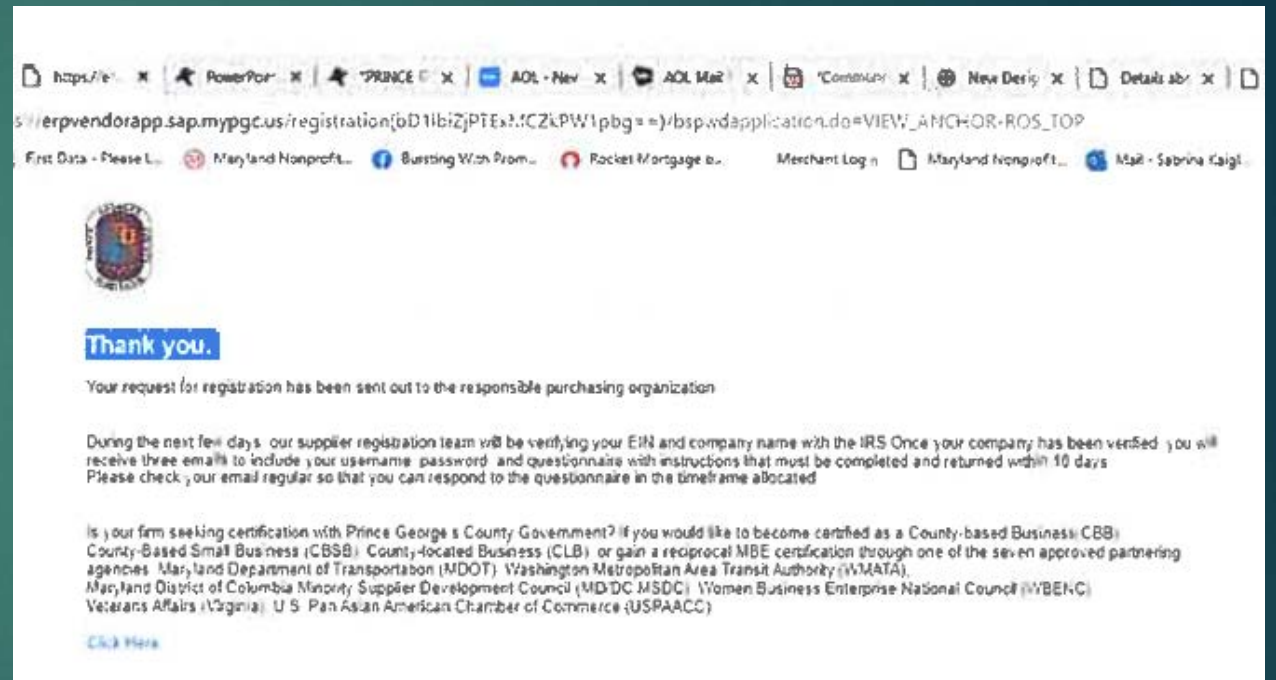 https://e
PowerPoi
"PRINCE
AOL - Nev
AOL Mail
"Commun
New Desig
Details abo
erpvendorapp.sap.mypgc.us/registration
VIEW_ANCHOR-ROS_TOP
First Data - Please L...
Maryland Nonprofit...
Bursting With Prom...
Rocket Mortgage
Merchant Login
Maryland Nonprofit...
Mail - Sabrina Kaigl
Thank you.
Your request for registration has been sent out to the responsible purchasing organization
During the next few days our supplier registration team will be verifying your EIN and company name with the IRS Once your company has been verified you will
receive three emails to include your username password and questionnaire with instructions that must be completed and returned within 10 days
Please check your email regular so that you can respond to the questionnaire in the timeframe allocated
Is your firm seeking certification with Prince George s County Government? If you would like to become certified as a County-based Business CBB)
County-Based Small Business (CBSB) County-located Business (CLB) or gain a reciprocal MBE certification through one of the seven approved partnering
agencies Maryland Department of Transportation (MDOT) Washington Metropolitan Area Transit Authority (WMATA),
Maryland District of Columbia Minority Supplier Development Council (MD/DC MSDC) Women Business Enterprise National Council (WBENC)
Veterans Affairs (Virginia) U S Pan Asian American Chamber of Commerce (USPAACC)
Click Here